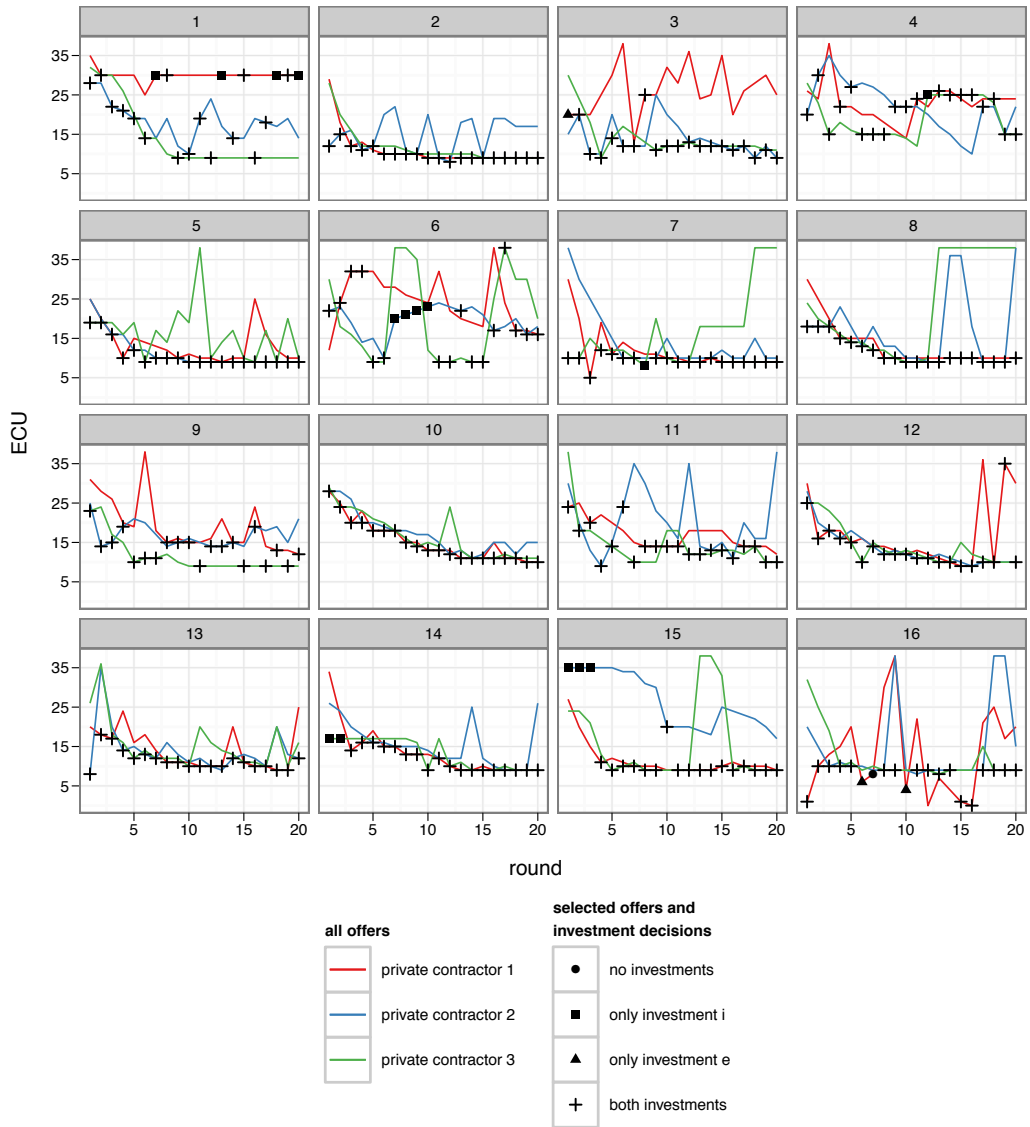 1 2 3 4
35
25
15
5
5 6 7 8
35
25
15
5
ECU
9 10 11 12
35
25
15
5
13 14 15 16
35
25
15
5
5 10 15 20 5 10 15 20 5 10 15 20 5 10 15 20
round
all offers
private contractor 1
private contractor 2
private contractor 3
selected offers and
investment decisions
no investments
only investment i
only investment e
both investments